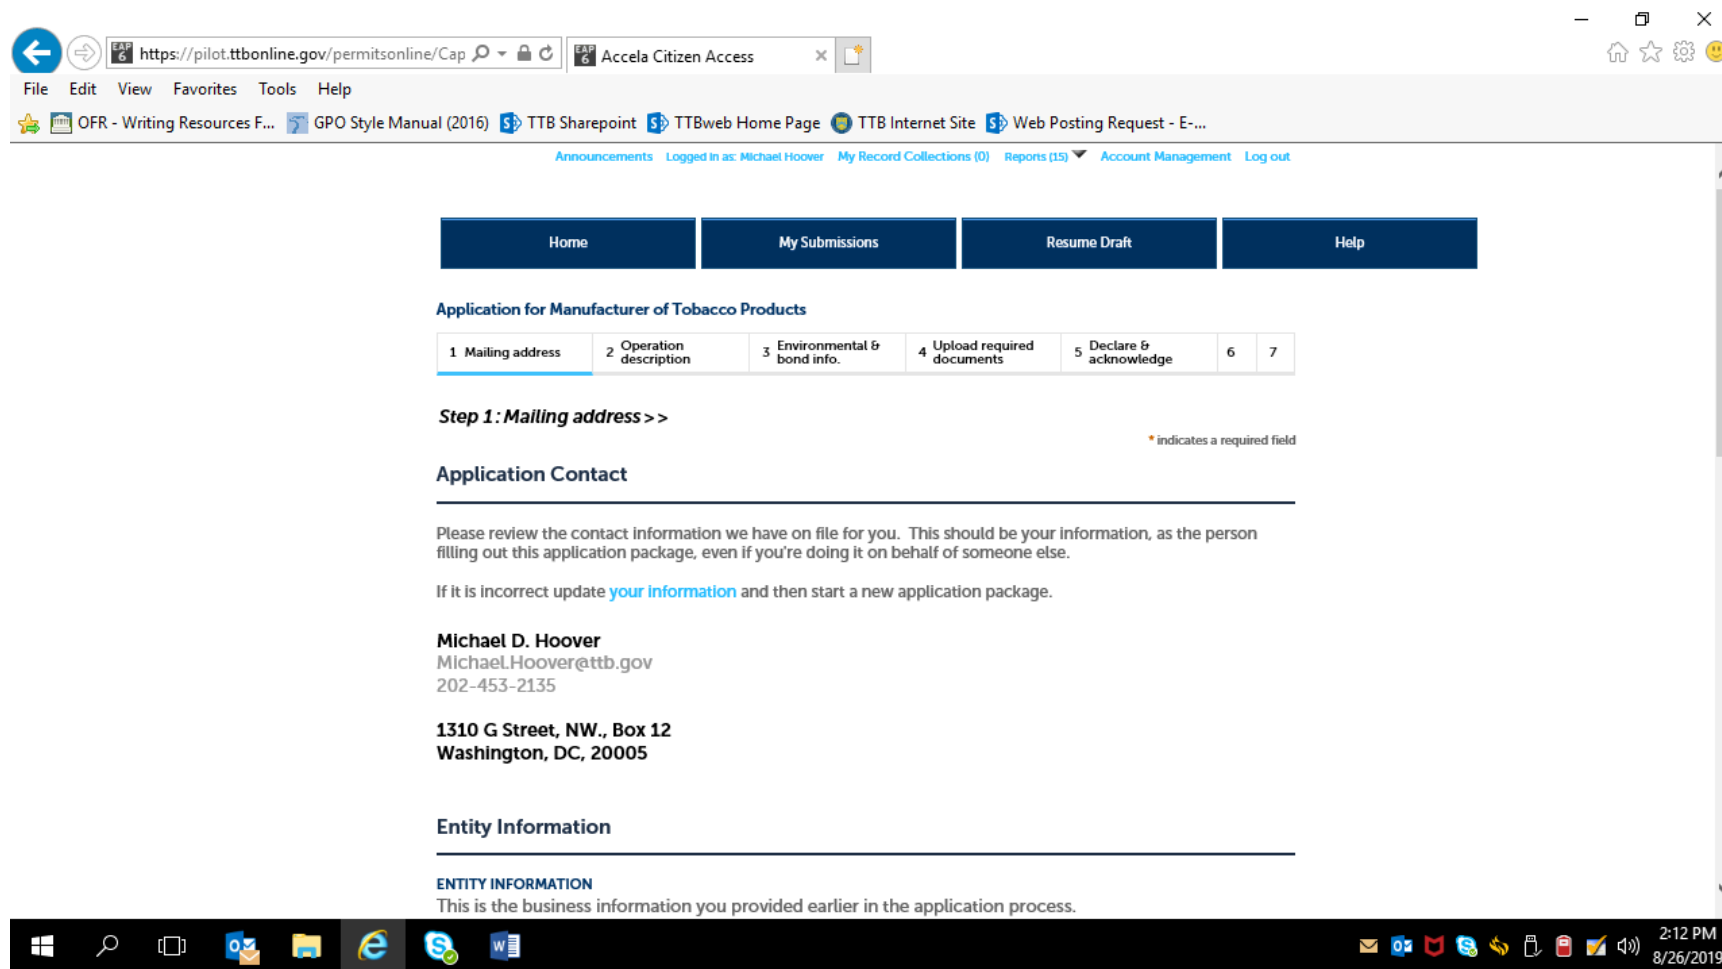 EAP 6 https://pilot.ttbonline.gov/permitsonline/Cap
EAP 6 Accela Citizen Access
File Edit View Favorites Tools Help
OFR - Writing Resources F... GPO Style Manual (2016) TTB Sharepoint TTBweb Home Page TTB Internet Site Web Posting Request - E-...
Announcements Logged in as: Michael Hoover My Record Collections (0) Reports (15) Account Management Log out
Home My Submissions Resume Draft Help
Application for Manufacturer of Tobacco Products
1 Mailing address 2 Operation description 3 Environmental & bond info. 4 Upload required documents 5 Declare & acknowledge 6 7
Step 1: Mailing address>>
* indicates a required field
Application Contact
Please review the contact information we have on file for you. This should be your information, as the person
filling out this application package, even if you're doing it on behalf of someone else.
If it is incorrect update your information and then start a new application package.
Michael D. Hoover
Michael.Hoover@ttb.gov
202-453-2135
1310 G Street, NW., Box 12
Washington, DC, 20005
Entity Information
ENTITY INFORMATION
This is the business information you provided earlier in the application process.
2:12 PM
8/26/2019